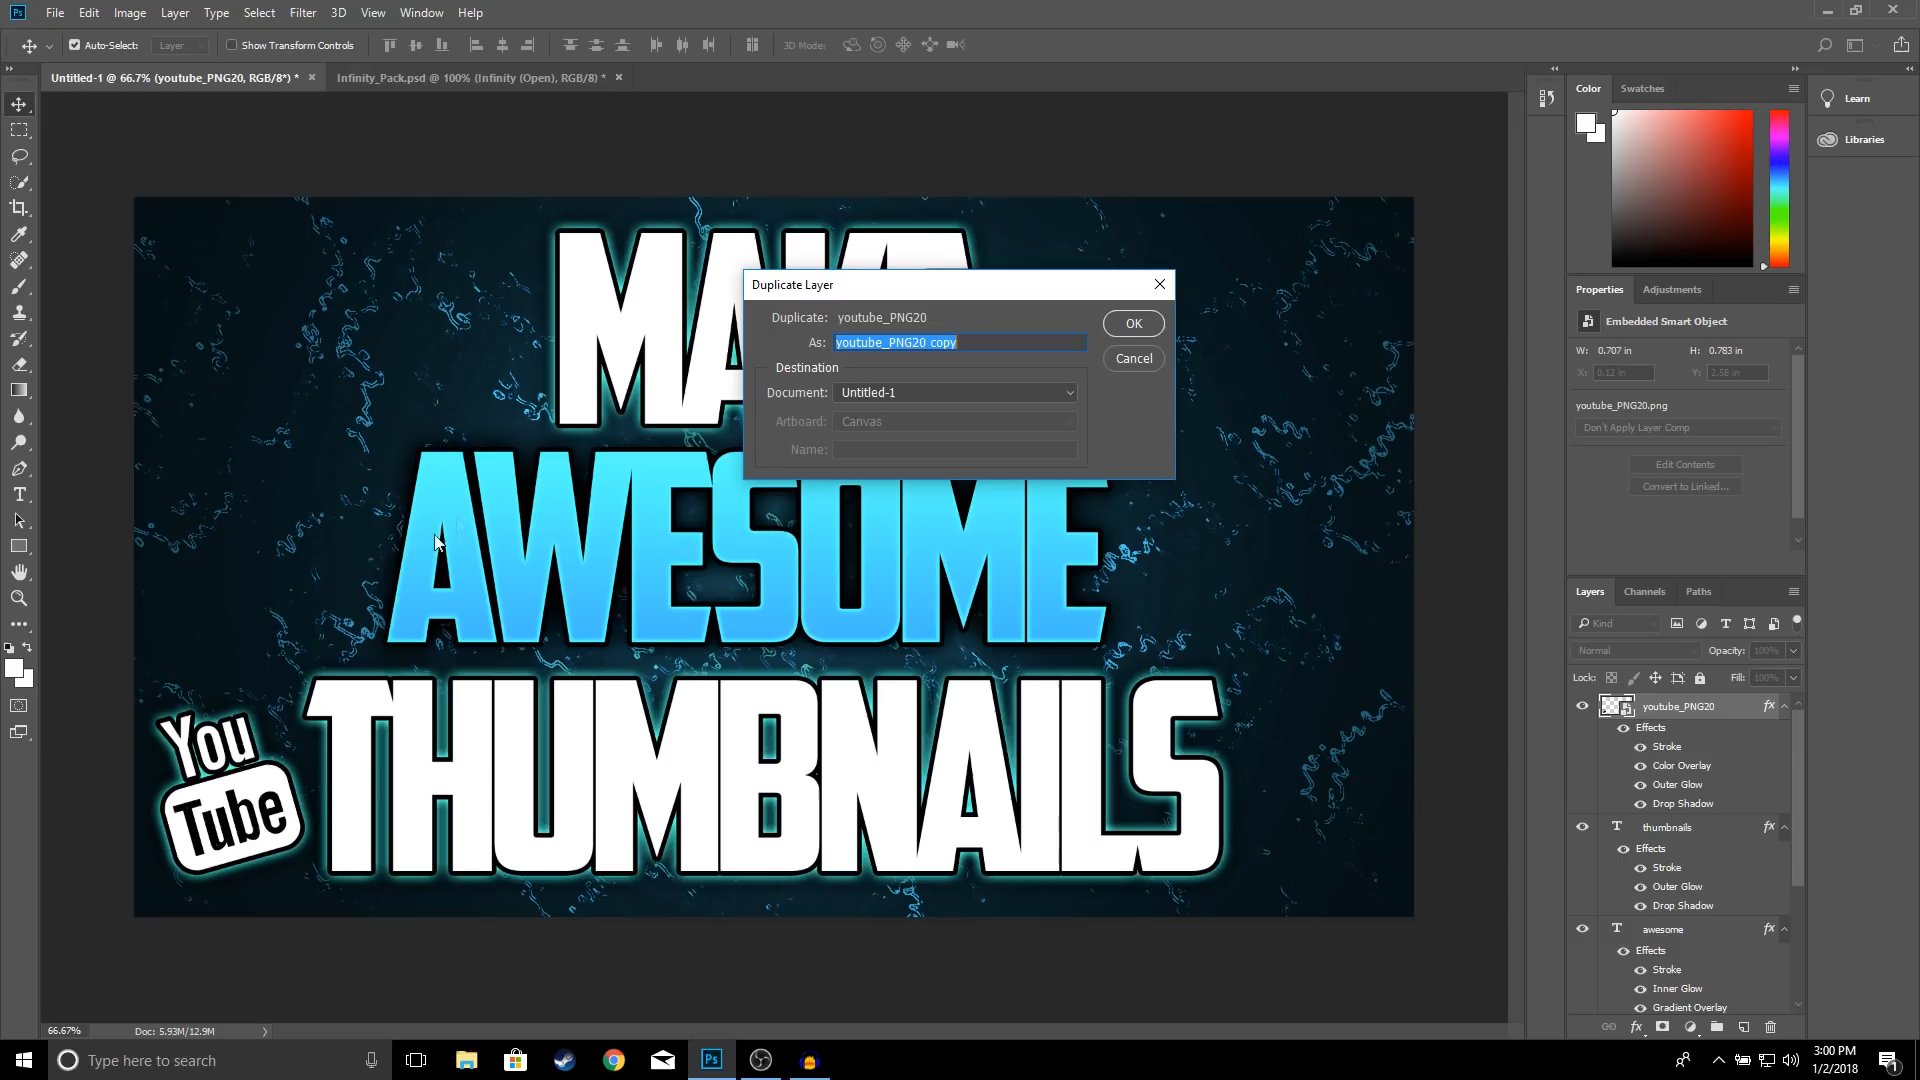 Ps File Edit Image Layer Type Select Filter 3D View Window Help
Auto-Select: Layer Show Transform Controls 3D Mode:
Untitled-1 @ 66.7% (youtube_PNG20, RGB/8*) * Infinity_Pack.psd @ 100% (Infinity (Open), RGB/8) *
Color Swatches
Learn
Libraries
Duplicate Layer
Duplicate: youtube_PNG20
As: youtube_PNG20 copy
OK
Cancel
Destination
Document: Untitled-1
Artboard: Canvas
Name:
AWESOME
THUMBNAILS
You
Tube
Properties Adjustments
Embedded Smart Object
W: 0.707 in H: 0.783 in
X: 0.12 in Y: 2.58 in
youtube_PNG20.png
Don't Apply Layer Comp
Edit Contents
Convert to Linked...
Layers Channels Paths
Kind
Normal Opacity: 100%
Lock: Fill: 100%
youtube_PNG20 fx
Effects
Stroke
Color Overlay
Outer Glow
Drop Shadow
T thumbnails fx
Effects
Stroke
Outer Glow
Drop Shadow
T awesome fx
Effects
Stroke
Inner Glow
Gradient Overlay
66.67% Doc: 5.93M/12.9M
Type here to search
Ps
3:00 PM
1/2/2018
1